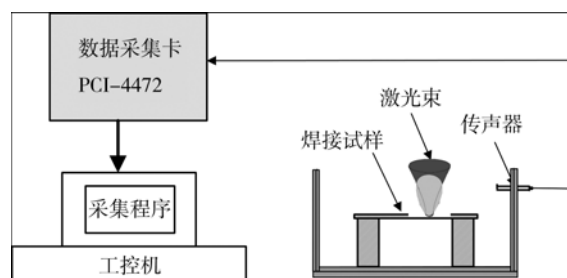 数据采集卡
PCI-4472
激光束
焊接试样
传声器
采集程序
工控机